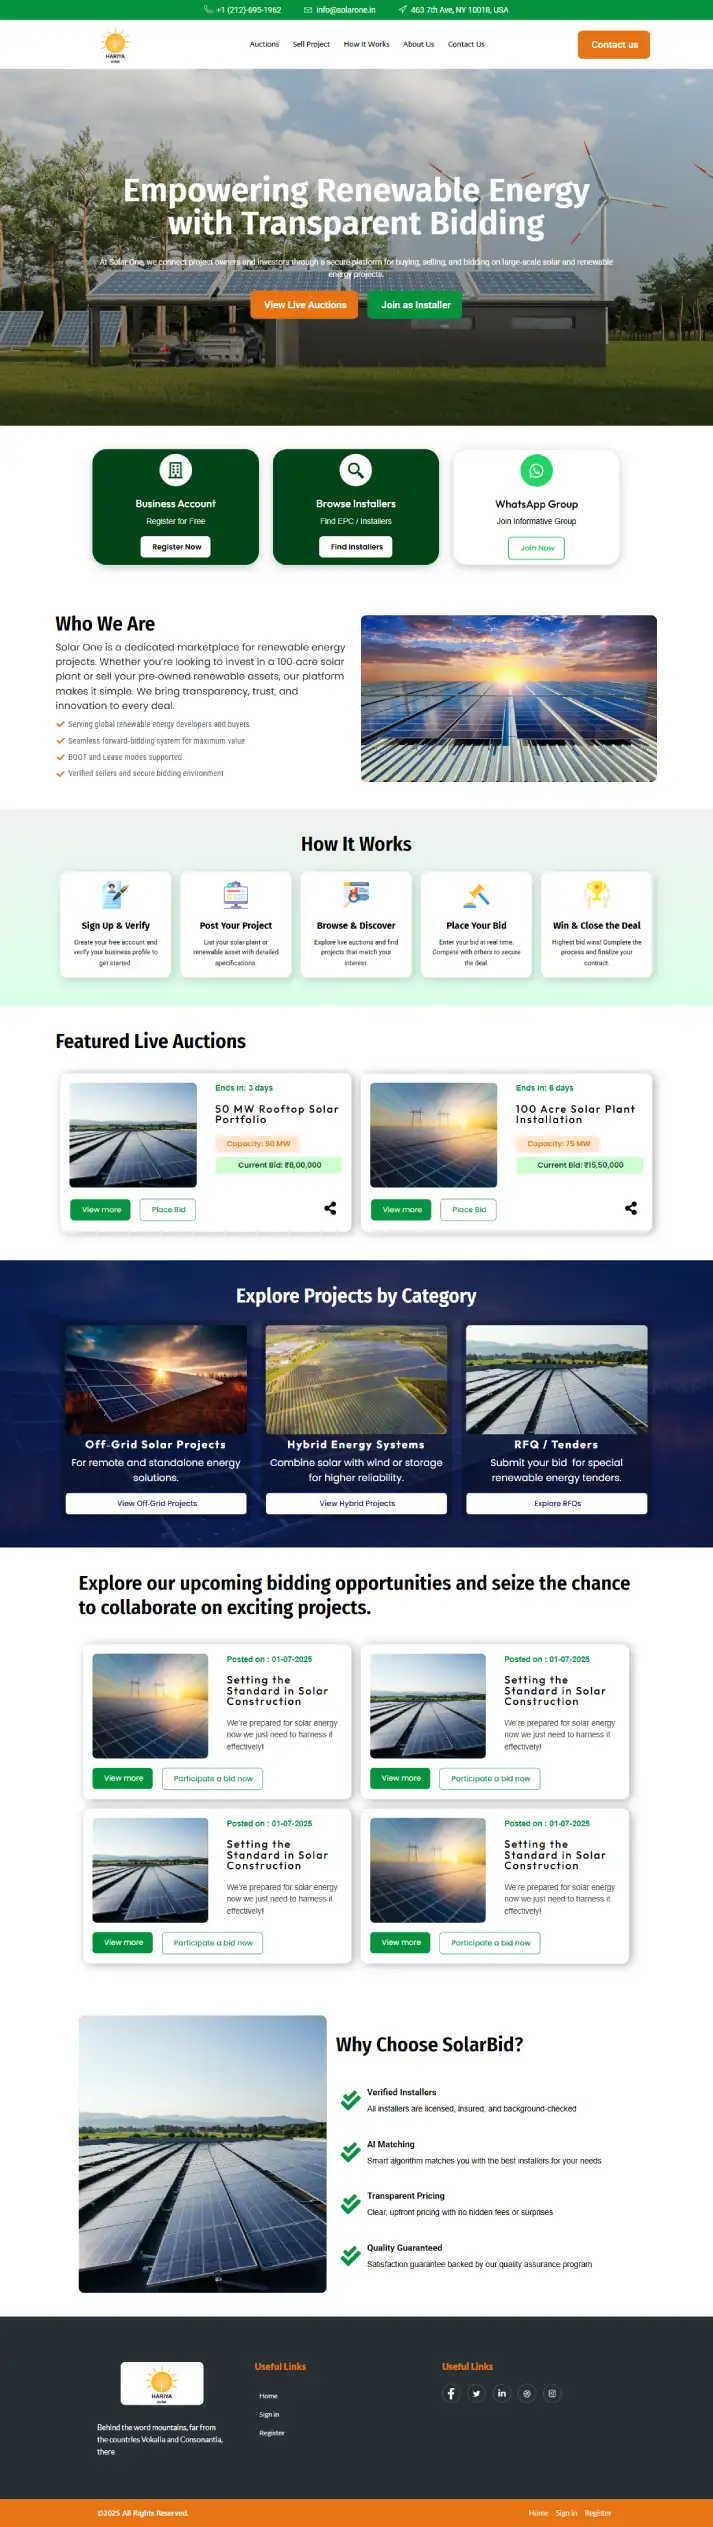 +1 (212)-695-1962
info@solarone.in
463 7th Ave, NY 10018, USA
HARIYA
solar
Auctions
Sell Project
How It Works
About Us
Contact Us
Contact us
Empowering Renewable Energy
with Transparent Bidding
At Solar One, we connect project owners and investors through a secure platform for buying, selling, and bidding on large-scale solar and renewable
energy projects.
View Live Auctions
Join as Installer
Business Account
Register for Free
Register Now
Browse Installers
Find EPC / Installers
Find Installers
WhatsApp Group
Join Informative Group
Join Now
Who We Are
Solar One is a dedicated marketplace for renewable energy
projects. Whether you're looking to invest in a 100-acre solar
plant or sell your pre-owned renewable assets, our platform
makes it simple. We bring transparency, trust, and
innovation to every deal.
Serving global renewable energy developers and buyers
Seamless forward-bidding system for maximum value
BOOT and Lease modes supported
Verified sellers and secure bidding environment
How It Works
Sign Up & Verify
Create your free account and
verify your business profile to
get started.
Post Your Project
List your solar plant or
renewable asset with detailed
specifications.
Browse & Discover
Explore live auctions and find
projects that match your
interest.
Place Your Bid
Enter your bid in real time.
Compete with others to secure
the deal.
Win & Close the Deal
Highest bid wins! Complete the
process and finalize your
contract.
Featured Live Auctions
Ends in: 3 days
50 MW Rooftop Solar
Portfolio
Capacity: 50 MW
Current Bid: ₹8,00,000
View more
Place Bid
Ends in: 6 days
100 Acre Solar Plant
Installation
Capacity: 75 MW
Current Bid: ₹15,50,000
View more
Place Bid
Explore Projects by Category
Off-Grid Solar Projects
For remote and standalone energy
solutions.
View Off-Grid Projects
Hybrid Energy Systems
Combine solar with wind or storage
for higher reliability.
View Hybrid Projects
RFQ / Tenders
Submit your bid for special
renewable energy tenders.
Explore RFQs
Explore our upcoming bidding opportunities and seize the chance
to collaborate on exciting projects.
Posted on : 01-07-2025
Setting the
Standard in Solar
Construction
We're prepared for solar energy
now we just need to harness it
effectively!
View more
Participate a bid now
Posted on : 01-07-2025
Setting the
Standard in Solar
Construction
We're prepared for solar energy
now we just need to harness it
effectively!
View more
Participate a bid now
Posted on : 01-07-2025
Setting the
Standard in Solar
Construction
We're prepared for solar energy
now we just need to harness it
effectively!
View more
Participate a bid now
Posted on : 01-07-2025
Setting the
Standard in Solar
Construction
We're prepared for solar energy
now we just need to harness it
effectively!
View more
Participate a bid now
Why Choose SolarBid?
Verified Installers
All installers are licensed, insured, and background-checked
AI Matching
Smart algorithm matches you with the best installers for your needs
Transparent Pricing
Clear, upfront pricing with no hidden fees or surprises
Quality Guaranteed
Satisfaction guarantee backed by our quality assurance program
HARIYA
solar
Behind the word mountains, far from
the countries Vokalia and Consonantia,
there
Useful Links
Home
Sign in
Register
Useful Links
©2025 All Rights Reserved.
Home
Sign in
Register